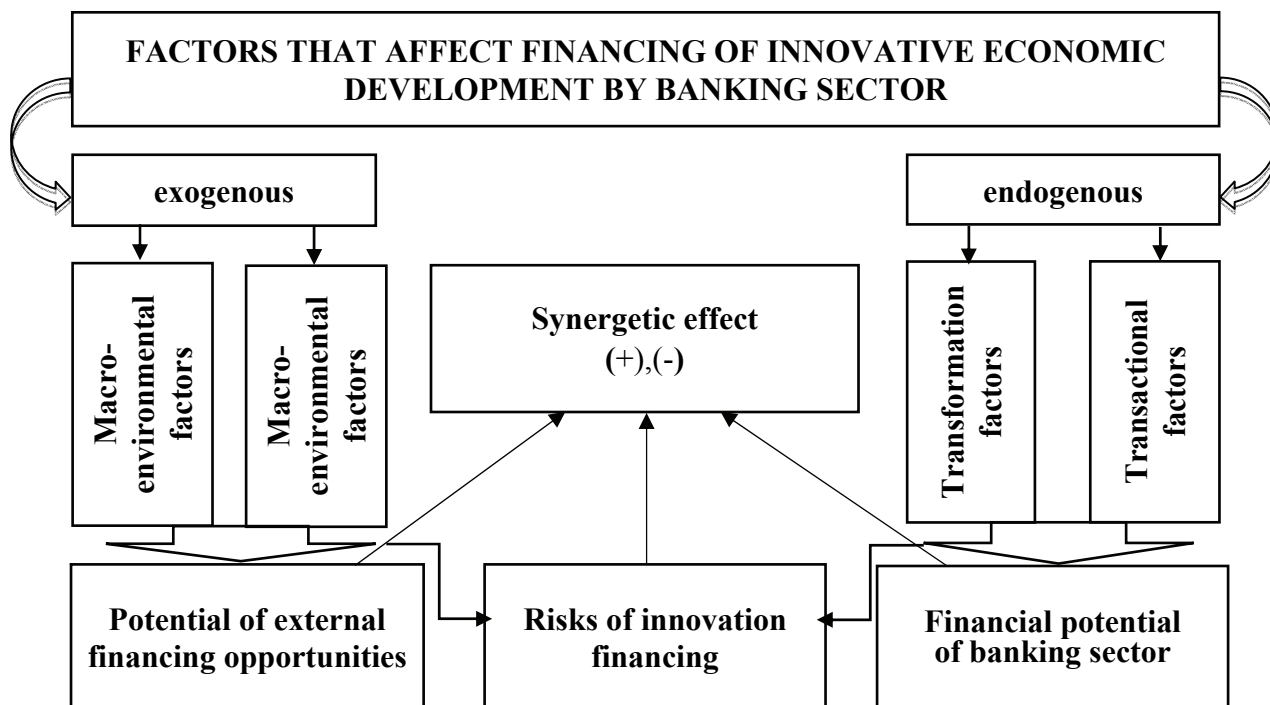 FACTORS THAT AFFECT FINANCING OF INNOVATIVE ECONOMIC
DEVELOPMENT BY BANKING SECTOR
exogenous
endogenous
Macro-
environmental
factors
Macro-
environmental
factors
Synergetic effect
(+),(-)
Transformation
factors
Transactional
factors
Potential of external
financing opportunities
Risks of innovation
financing
Financial potential
of banking sector